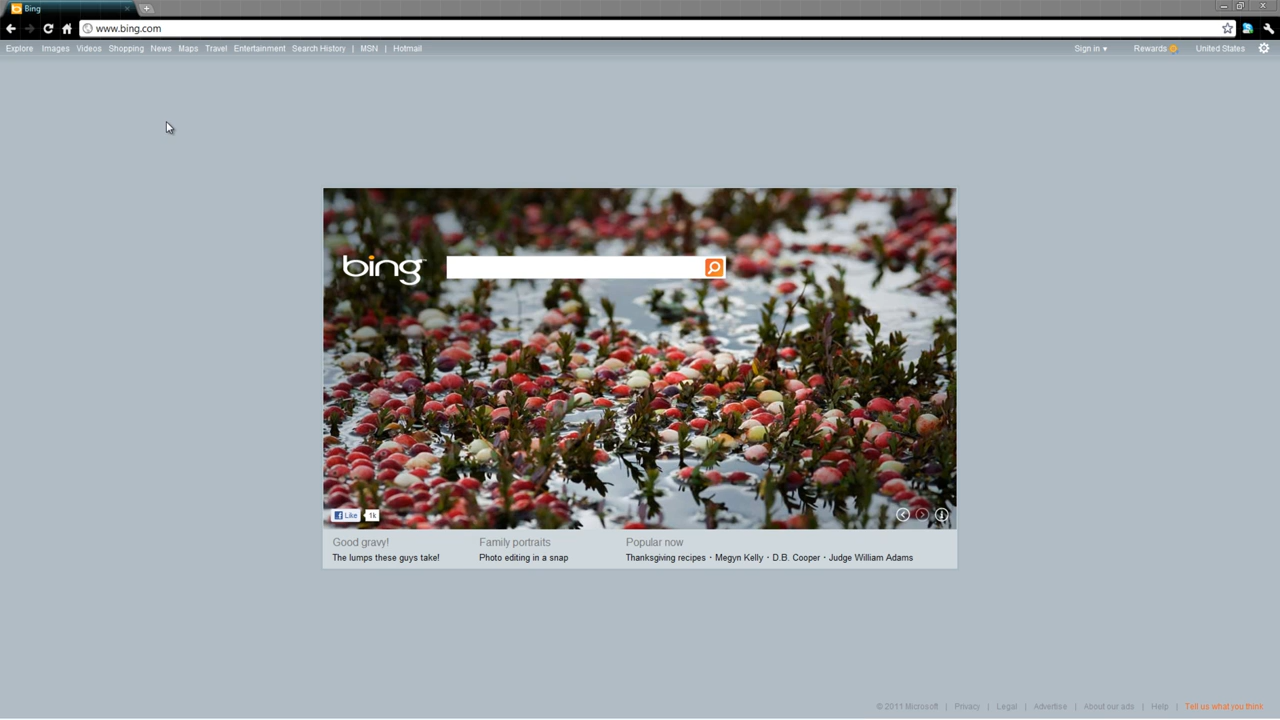 Bing
www.bing.com
Explore Images Videos Shopping News Maps Travel Entertainment Search History | MSN | Hotmail
Sign in Rewards United States
bing
Like 1k
Good gravy!
The lumps these guys take!
Family portraits
Photo editing in a snap
Popular now
Thanksgiving recipes · Megyn Kelly · D.B. Cooper · Judge William Adams
© 2011 Microsoft | Privacy | Legal | Advertise | About our ads | Help | Tell us what you think